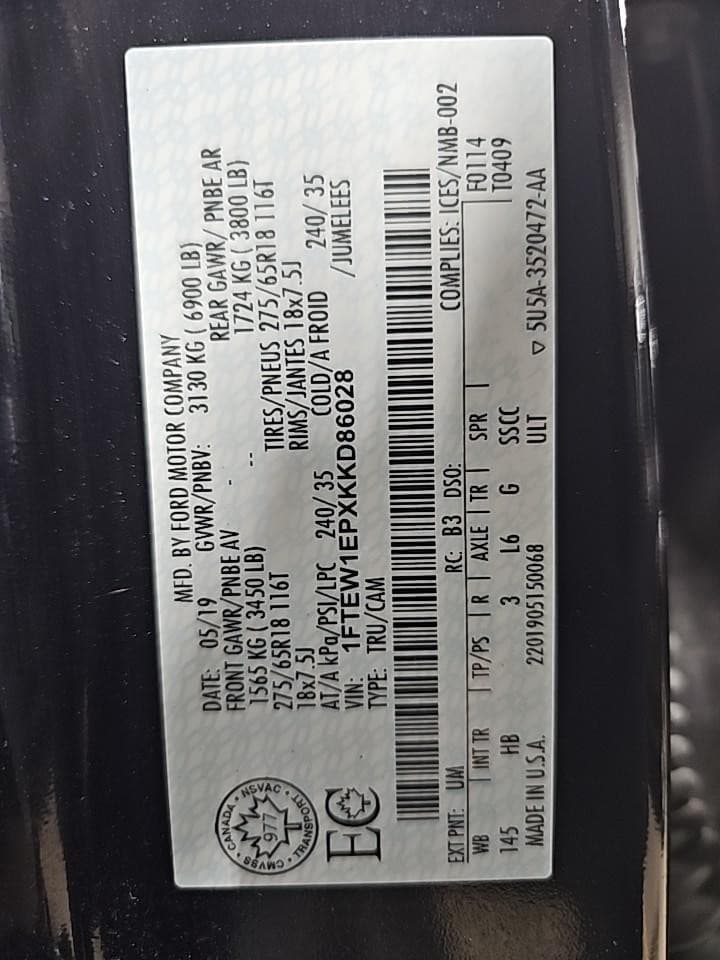 MFD. BY FORD MOTOR COMPANY
DATE: 05/19 GVWR/PNBV: 3130 KG ( 6900 LB)
FRONT GAWR/PNBE AV - REAR GAWR/ PNBE AR
1565 KG ( 3450 LB) -- 1724 KG ( 3800 LB)
275/65R18 116T TIRES/PNEUS 275/65R18 116T
18x7.5J RIMS/JANTES 18x7.5J
AT/A kPa/PSI/LPC 240/ 35 COLD/A FROID 240/ 35
VIN: 1FTEW1EPXKKD86028 /JUMELEES
TYPE: TRU/CAM
CANADA • NSVAC • TRANSPORT • CMVSS •
977
EC
COMPLIES: ICES/NMB-002
EXT PNT: UM RC: B3 DSO: F0114
WB INT TR TP/PS R AXLE TR SPR T0409
145 HB 3 L6 G SSCC
MADE IN U.S.A. 2201905150068 ULT ▽ 5U5A-3520472-AA